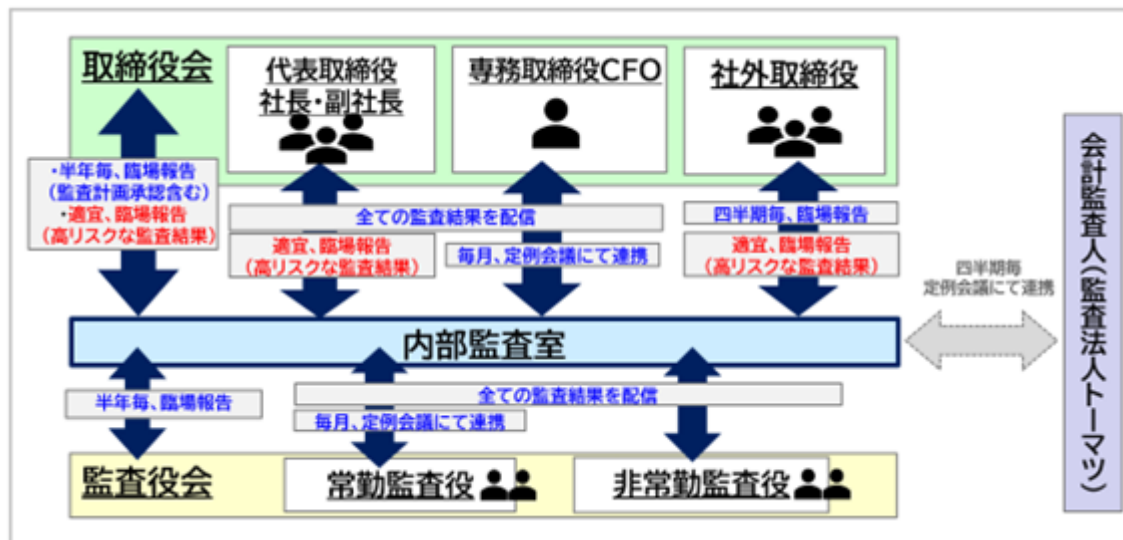 取締役会
代表取締役
社長・副社長
専務取締役CFO
社外取締役
・半年毎、臨場報告
（監査計画承認含む）
・適宜、臨場報告
（高リスクな監査結果）
全ての監査結果を配信
適宜、臨場報告
（高リスクな監査結果）
毎月、定例会議にて連携
四半期毎、臨場報告
適宜、臨場報告
（高リスクな監査結果）
内部監査室
四半期毎
定例会議にて連携
会計監査人（監査法人トーマツ）
半年毎、臨場報告
全ての監査結果を配信
毎月、定例会議にて連携
監査役会
常勤監査役
非常勤監査役